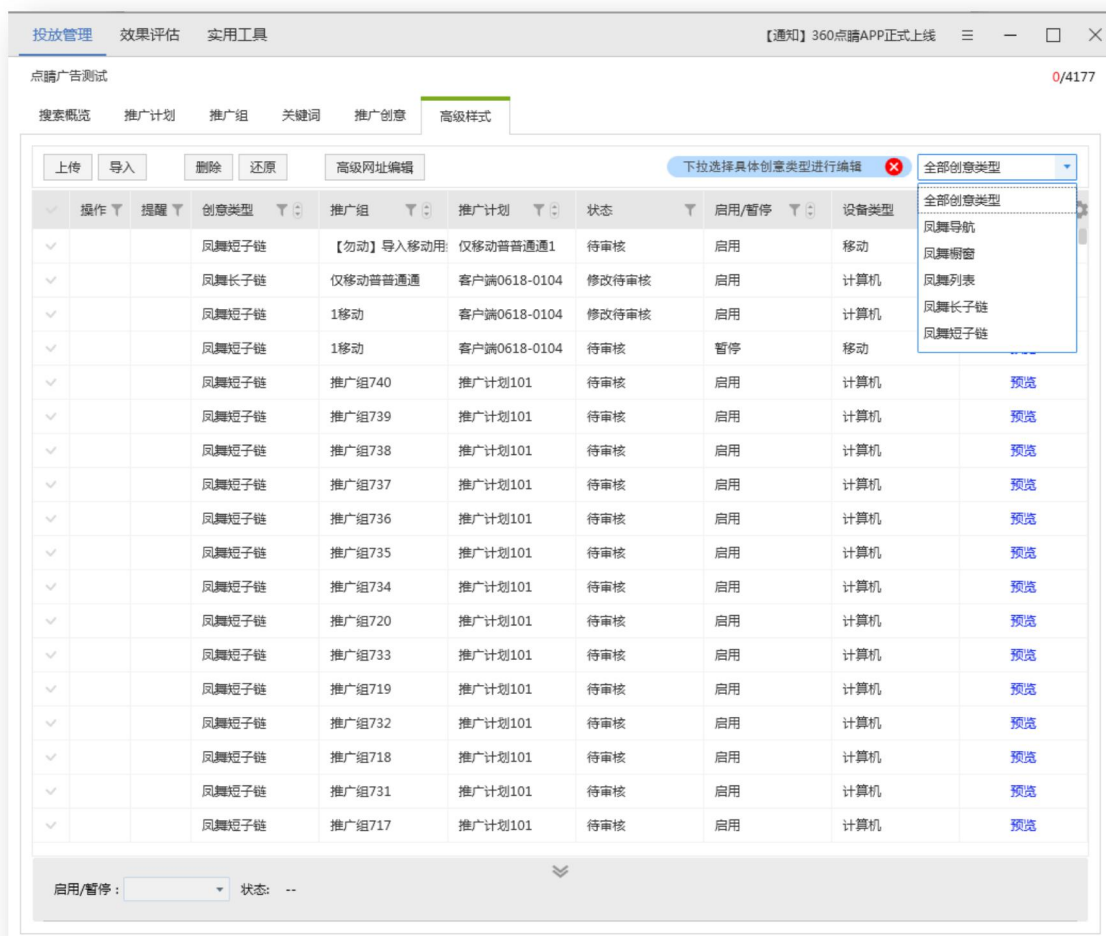 投放管理 效果评估 实用工具 【通知】360点睛APP正式上线
点睛广告测试 0/4177
搜索概览 推广计划 推广组 关键词 推广创意 高级样式
上传 导入 删除 还原 高级网址编辑 下拉选择具体创意类型进行编辑 全部创意类型
全部创意类型
凤舞导航
凤舞橱窗
凤舞列表
凤舞长子链
凤舞短子链
操作 提醒 创意类型 推广组 推广计划 状态 启用/暂停 设备类型
凤舞短子链 【勿动】导入移动用 仅移动普普通通1 待审核 启用 移动
凤舞长子链 仅移动普普通通 客户端0618-0104 修改待审核 启用 计算机
凤舞短子链 1移动 客户端0618-0104 修改待审核 启用 计算机
凤舞短子链 1移动 客户端0618-0104 待审核 暂停 移动
凤舞短子链 推广组740 推广计划101 待审核 启用 计算机 预览
凤舞短子链 推广组739 推广计划101 待审核 启用 计算机 预览
凤舞短子链 推广组738 推广计划101 待审核 启用 计算机 预览
凤舞短子链 推广组737 推广计划101 待审核 启用 计算机 预览
凤舞短子链 推广组736 推广计划101 待审核 启用 计算机 预览
凤舞短子链 推广组735 推广计划101 待审核 启用 计算机 预览
凤舞短子链 推广组734 推广计划101 待审核 启用 计算机 预览
凤舞短子链 推广组720 推广计划101 待审核 启用 计算机 预览
凤舞短子链 推广组733 推广计划101 待审核 启用 计算机 预览
凤舞短子链 推广组719 推广计划101 待审核 启用 计算机 预览
凤舞短子链 推广组732 推广计划101 待审核 启用 计算机 预览
凤舞短子链 推广组718 推广计划101 待审核 启用 计算机 预览
凤舞短子链 推广组731 推广计划101 待审核 启用 计算机 预览
凤舞短子链 推广组717 推广计划101 待审核 启用 计算机 预览
启用/暂停： 状态: --